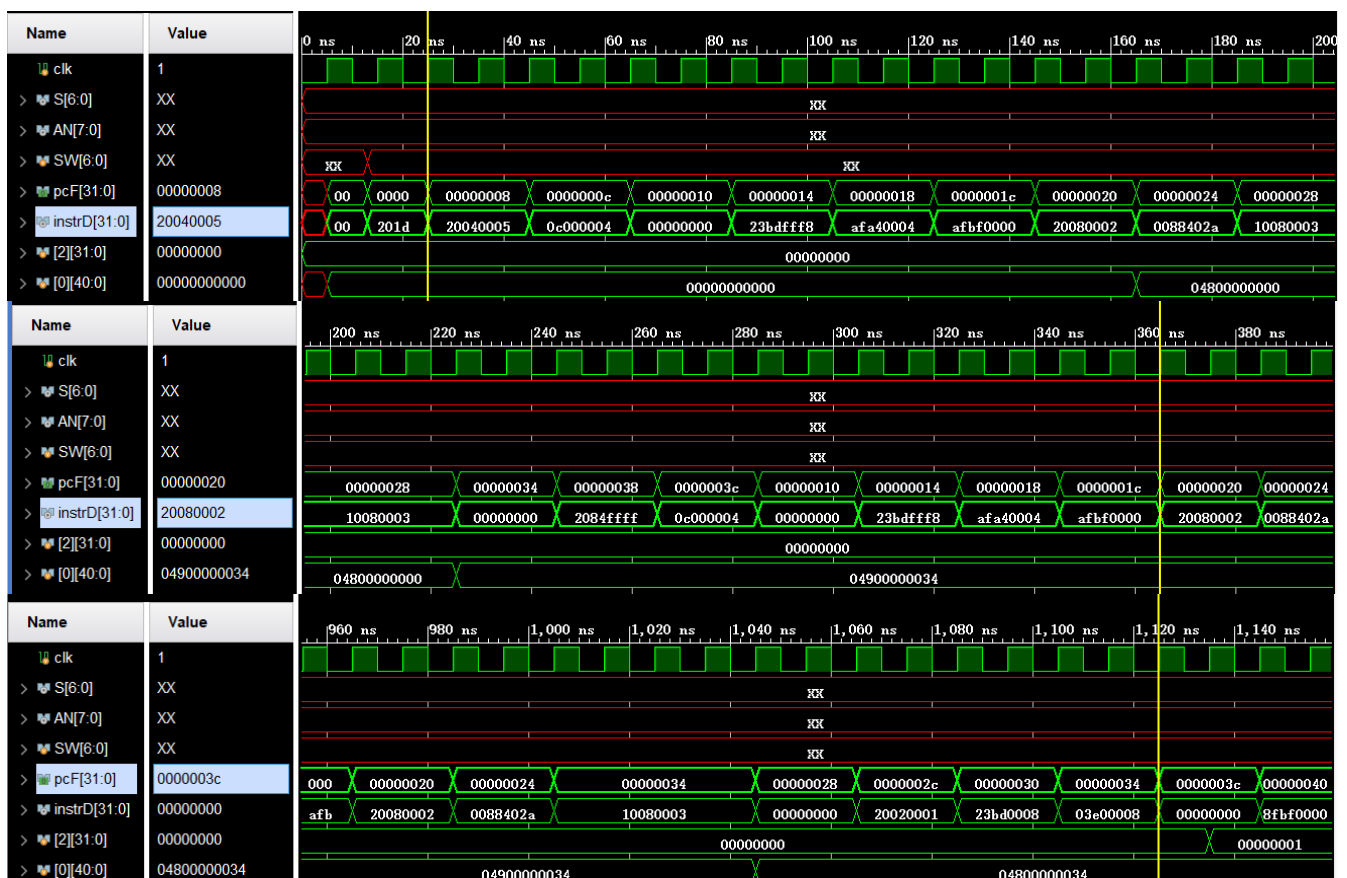 Name Value 0 ns 20 ns 40 ns 60 ns 80 ns 100 ns 120 ns 140 ns 160 ns 180 ns 200
clk 1
S[6:0] XX XX
AN[7:0] XX XX
SW[6:0] XX XX XX
pcF[31:0] 00000008 00 0000 00000008 0000000c 00000010 00000014 00000018 0000001c 00000020 00000024 00000028
instrD[31:0] 20040005 00 201d 20040005 0c000004 00000000 23bdfff8 afa40004 afbf0000 20080002 0088402a 10080003
[2][31:0] 00000000 00000000
[0][40:0] 00000000000 00000000000 04800000000
Name Value 200 ns 220 ns 240 ns 260 ns 280 ns 300 ns 320 ns 340 ns 360 ns 380 ns
clk 1
S[6:0] XX XX
AN[7:0] XX XX
SW[6:0] XX XX
pcF[31:0] 00000020 00000028 00000034 00000038 0000003c 00000010 00000014 00000018 0000001c 00000020 00000024
instrD[31:0] 20080002 10080003 00000000 2084ffff 0c000004 00000000 23bdfff8 afa40004 afbf0000 20080002 0088402a
[2][31:0] 00000000 00000000
[0][40:0] 04900000034 04800000000 04900000034
Name Value 960 ns 980 ns 1,000 ns 1,020 ns 1,040 ns 1,060 ns 1,080 ns 1,100 ns 1,120 ns 1,140 ns
clk 1
S[6:0] XX XX
AN[7:0] XX XX
SW[6:0] XX XX
pcF[31:0] 0000003c 000 00000020 00000024 00000034 00000028 0000002c 00000030 00000034 0000003c 00000040
instrD[31:0] 00000000 afb 20080002 0088402a 10080003 00000000 20020001 23bd0008 03e00008 00000000 8fbf0000
[2][31:0] 00000000 00000000 00000001
[0][40:0] 04800000034 04900000034 04800000034